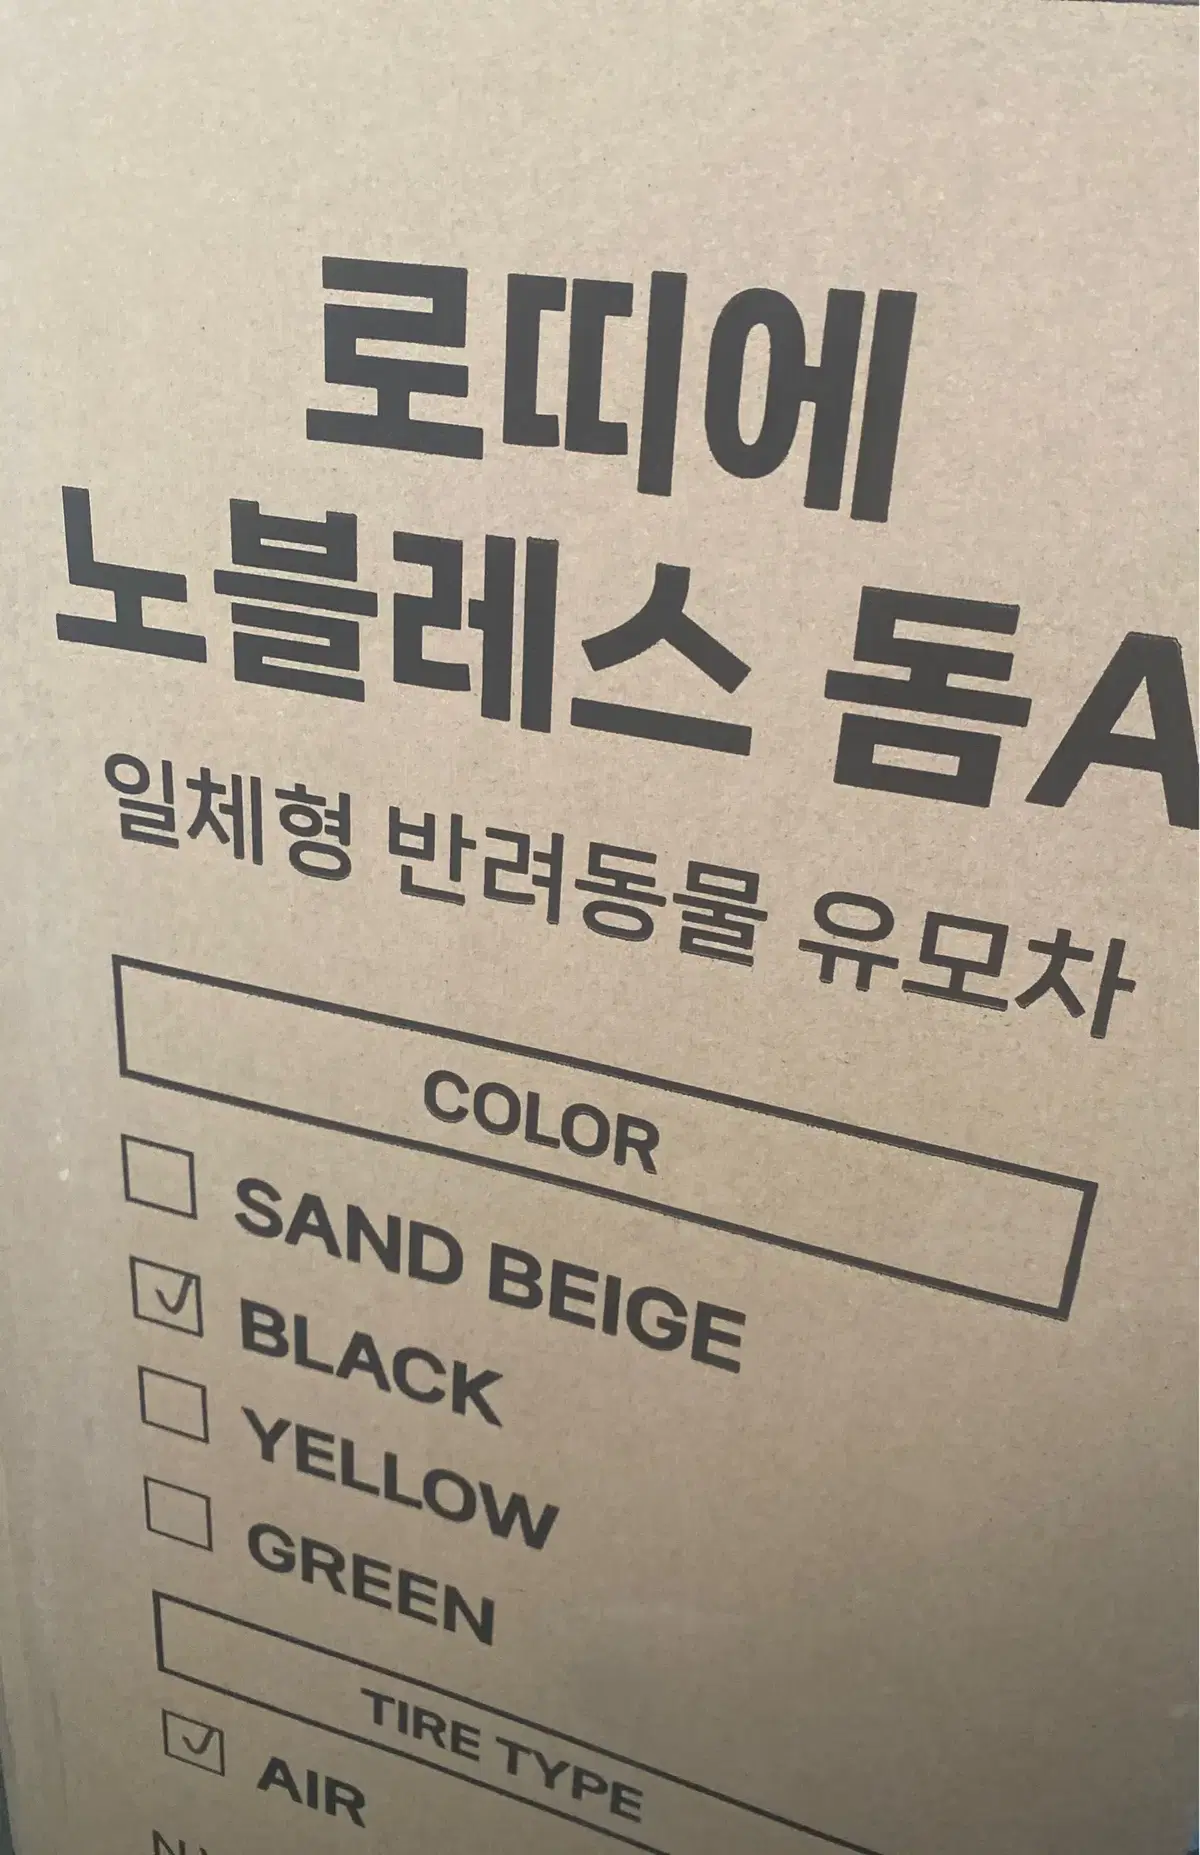 로띠에
노블레스 돔A
일체형 반려동물 유모차
COLOR
SAND BEIGE
BLACK
YELLOW
GREEN
TIRE TYPE
AIR